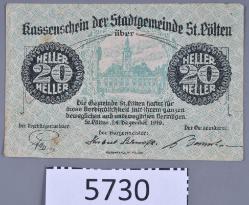 Kassenschein der Stadtgemeinde St. Pölten
über
HELLER HELLER
20 20
HELLER HELLER
Die Gemeinde St. Pölten haftet für
diese Verbindlichkeit mit ihrem ganzen
beweglichen und unbeweglichen Vermögen
St. Pölten, 24. Dezember 1919.
Der Bürgermeister:
5730